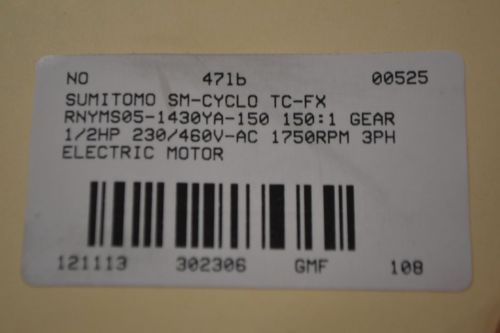 NO 471b 00525
SUMITOMO SM-CYCLO TC-FX
RNYMS05-1430YA-150 150:1 GEAR
1/2HP 230/460V-AC 1750RPM 3PH
ELECTRIC MOTOR
121113 302306 GMF 108